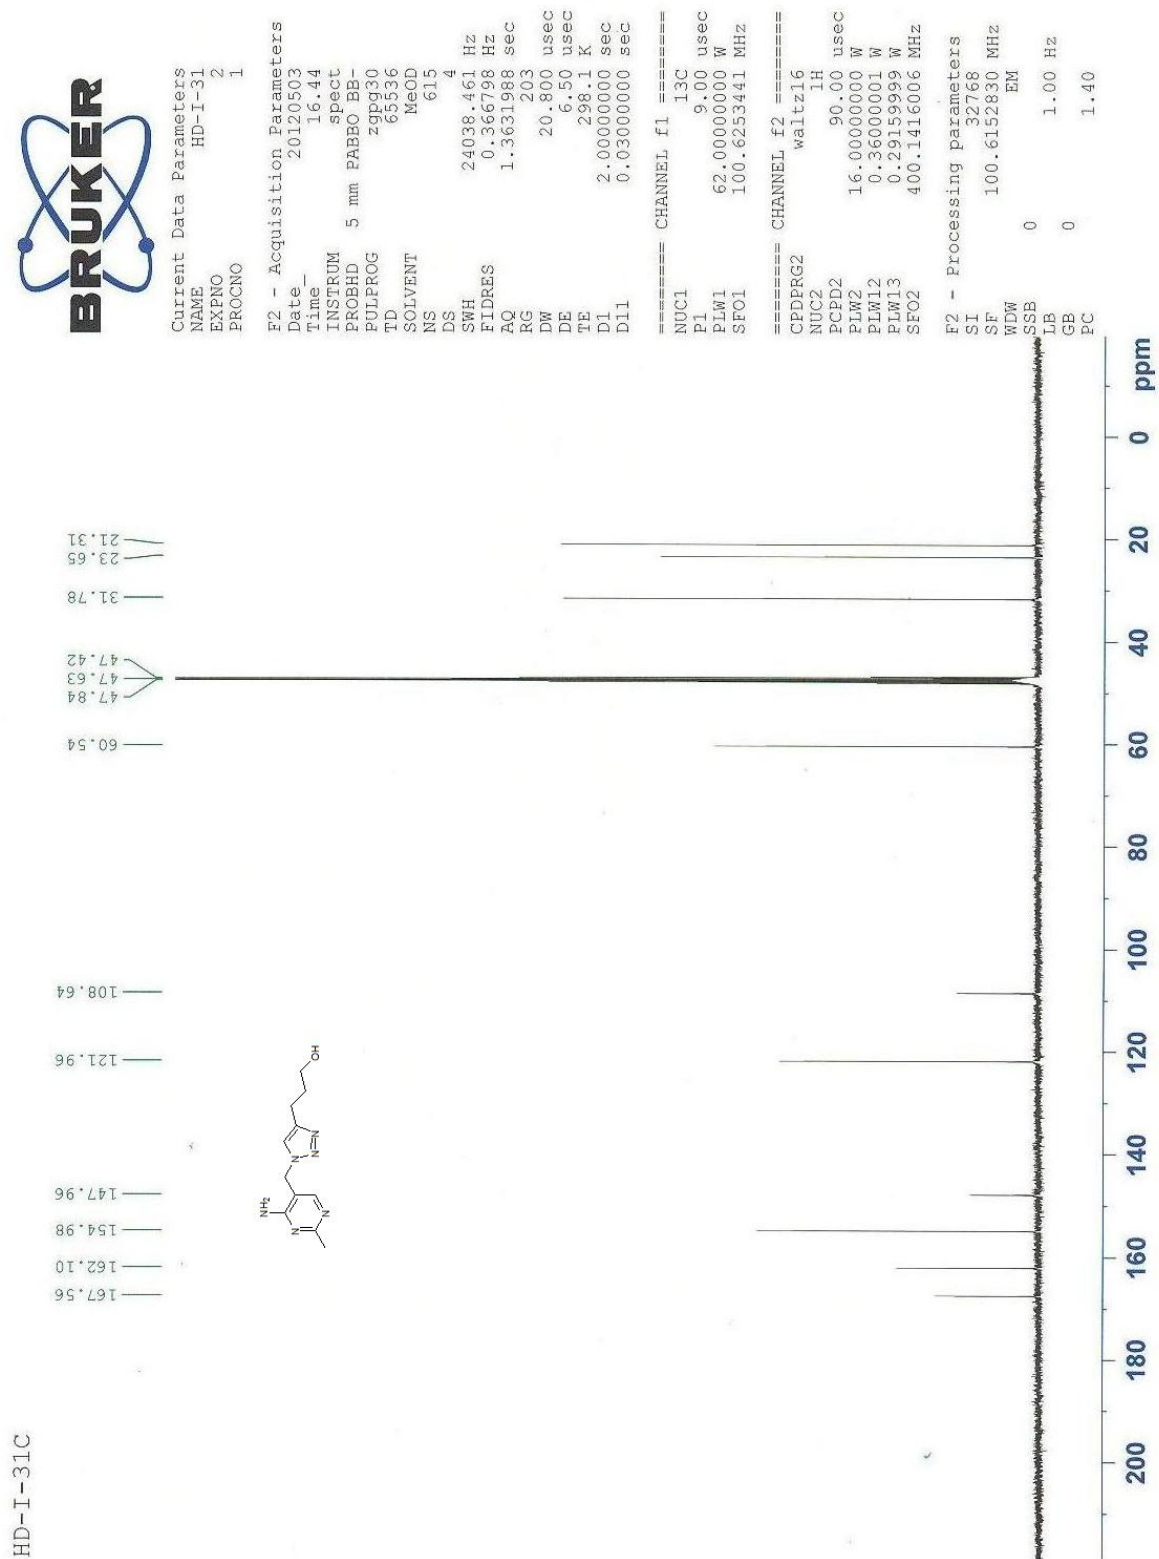 HD-I-31C
BRUKER
Current Data Parameters
NAME HD-I-31
EXPNO 2
PROCNO 1
F2 - Acquisition Parameters
Date_ 20120503
Time 16.44
INSTRUM spect
PROBHD 5 mm PABBO BB-
PULPROG zgpg30
TD 65536
SOLVENT MeOD
NS 615
DS 4
SWH 24038.461 Hz
FIDRES 0.366798 Hz
AQ 1.3631988 sec
RG 203
DW 20.800 usec
DE 6.50 usec
TE 298.1 K
D1 2.00000000 sec
D11 0.03000000 sec
======== CHANNEL f1 ========
NUC1 13C
P1 9.00 usec
PLW1 62.00000000 W
SFO1 100.6253441 MHz
======== CHANNEL f2 ========
CPDPRG2 waltz16
NUC2 1H
PCPD2 90.00 usec
PLW2 16.00000000 W
PLW12 0.36000001 W
PLW13 0.29159999 W
SFO2 400.1416006 MHz
F2 - Processing parameters
SI 32768
SF 100.6152830 MHz
WDW EM
SSB 0
LB 1.00 Hz
GB 0
PC 1.40
167.56
162.10
154.98
147.96
121.96
108.64
60.54
47.84
47.63
47.42
31.78
23.65
21.31
NH2
N
N
N
N=N
OH
200 180 160 140 120 100 80 60 40 20 0 ppm